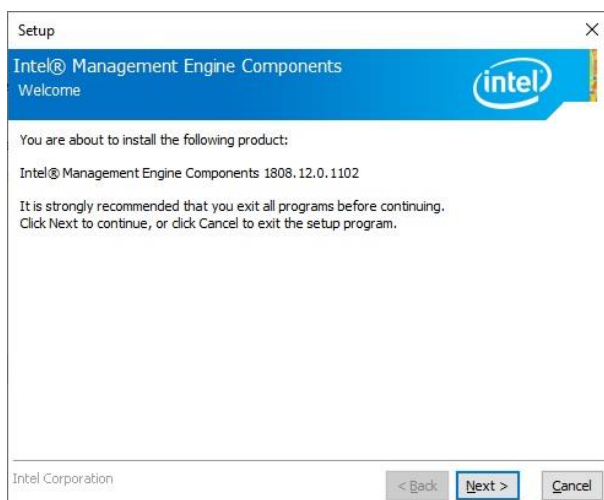 Setup
Intel® Management Engine Components
Welcome
intel
You are about to install the following product:
Intel® Management Engine Components 1808.12.0.1102
It is strongly recommended that you exit all programs before continuing.
Click Next to continue, or click Cancel to exit the setup program.
Intel Corporation
< Back Next > Cancel